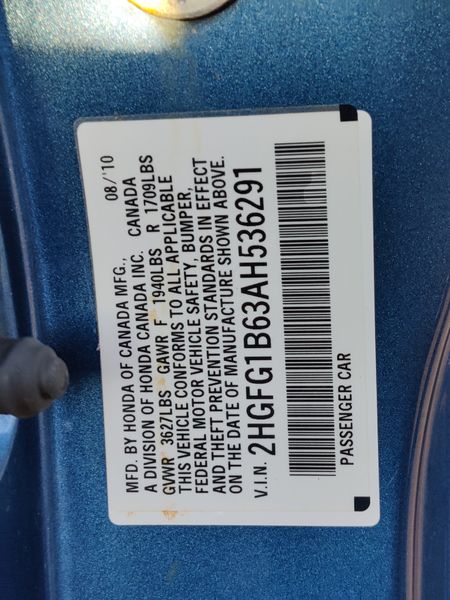 MFD. BY HONDA OF CANADA MFG., 08/'10
A DIVISION OF HONDA CANADA INC. CANADA
GVWR 3627LBS GAWR F 1940LBS R 1709LBS
THIS VEHICLE CONFORMS TO ALL APPLICABLE
FEDERAL MOTOR VEHICLE SAFETY, BUMPER,
AND THEFT PREVENTION STANDARDS IN EFFECT
ON THE DATE OF MANUFACTURE SHOWN ABOVE.
V.I.N. 2HGFG1B63AH536291
PASSENGER CAR